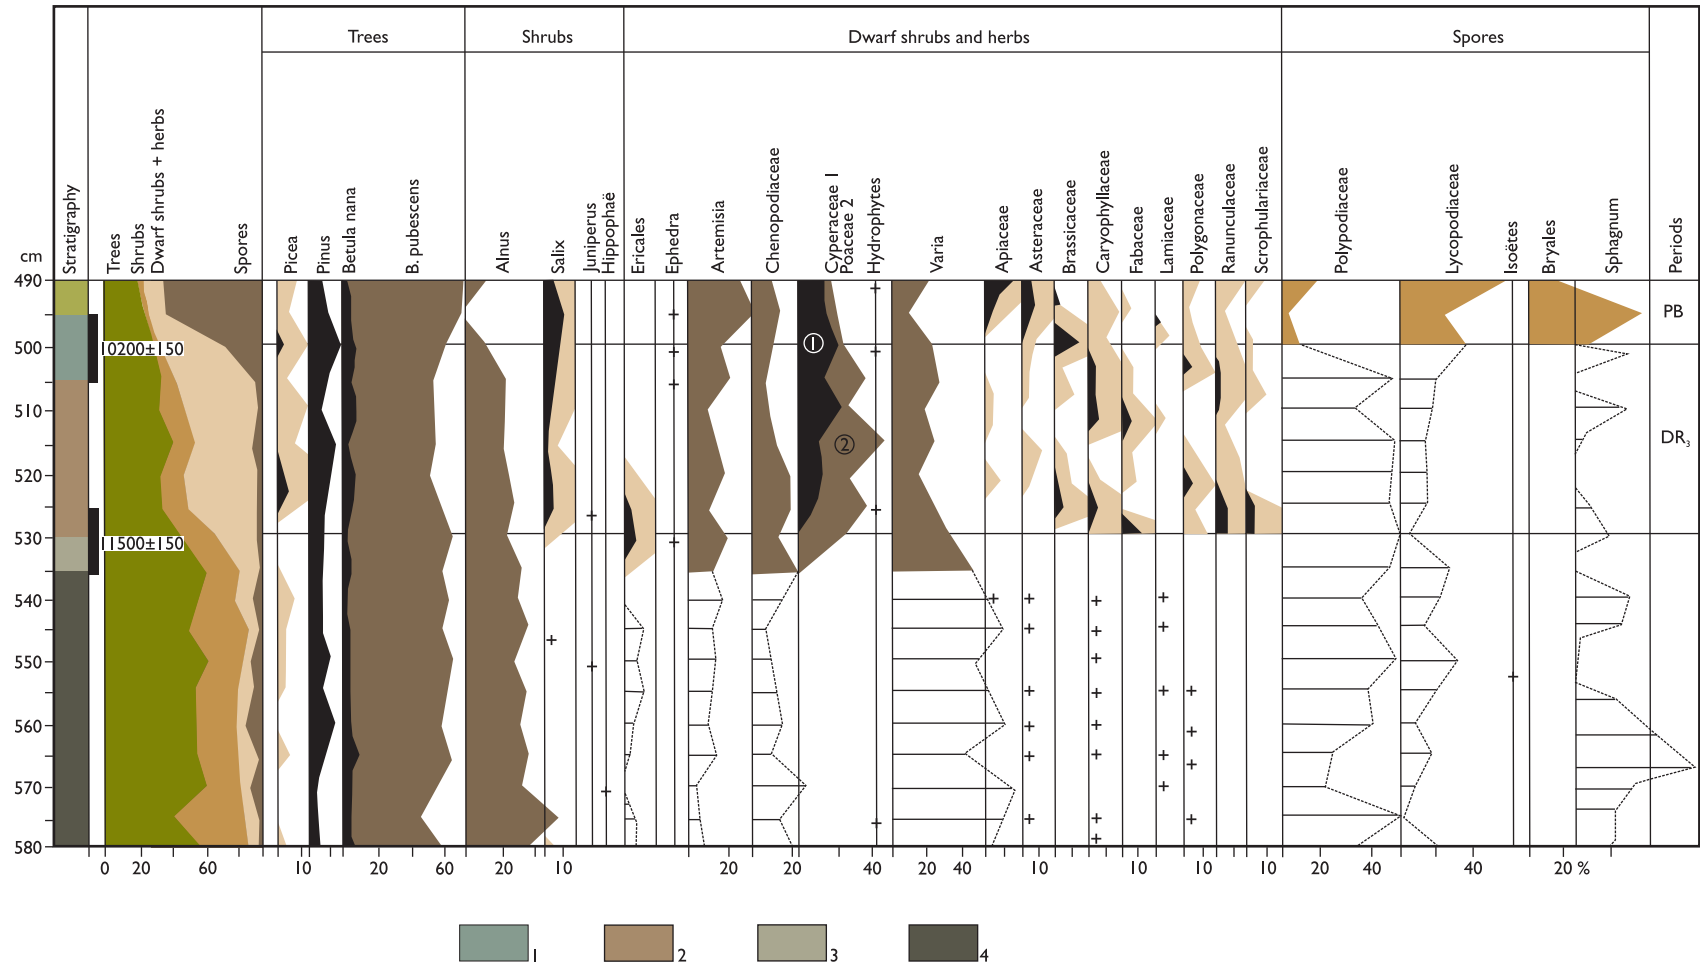 Trees
Shrubs
Dwarf shrubs and herbs
Spores
Stratigraphy
Trees
Shrubs
Dwarf shrubs + herbs
Spores
Picea
Pinus
Betula nana
B. pubescens
Alnus
Salix
Juniperus
Hippophaë
Ericales
Ephedra
Artemisia
Chenopodiaceae
Cyperaceae 1
Poaceae 2
Hydrophytes
Varia
Apiaceae
Asteraceae
Brassicaceae
Caryophyllaceae
Fabaceae
Lamiaceae
Polygonaceae
Ranunculaceae
Scrophulariaceae
Polypodiaceae
Lycopodiaceae
Isoëtes
Bryales
Sphagnum
Periods
cm
490
PB
500
10200±150
1
510
DR3
2
520
530
11500±150
540
550
560
570
580
0 20 60 10 20 60 20 10 20 20 40 20 40 10 10 10 10 20 40 40 20 %
1 2 3 4